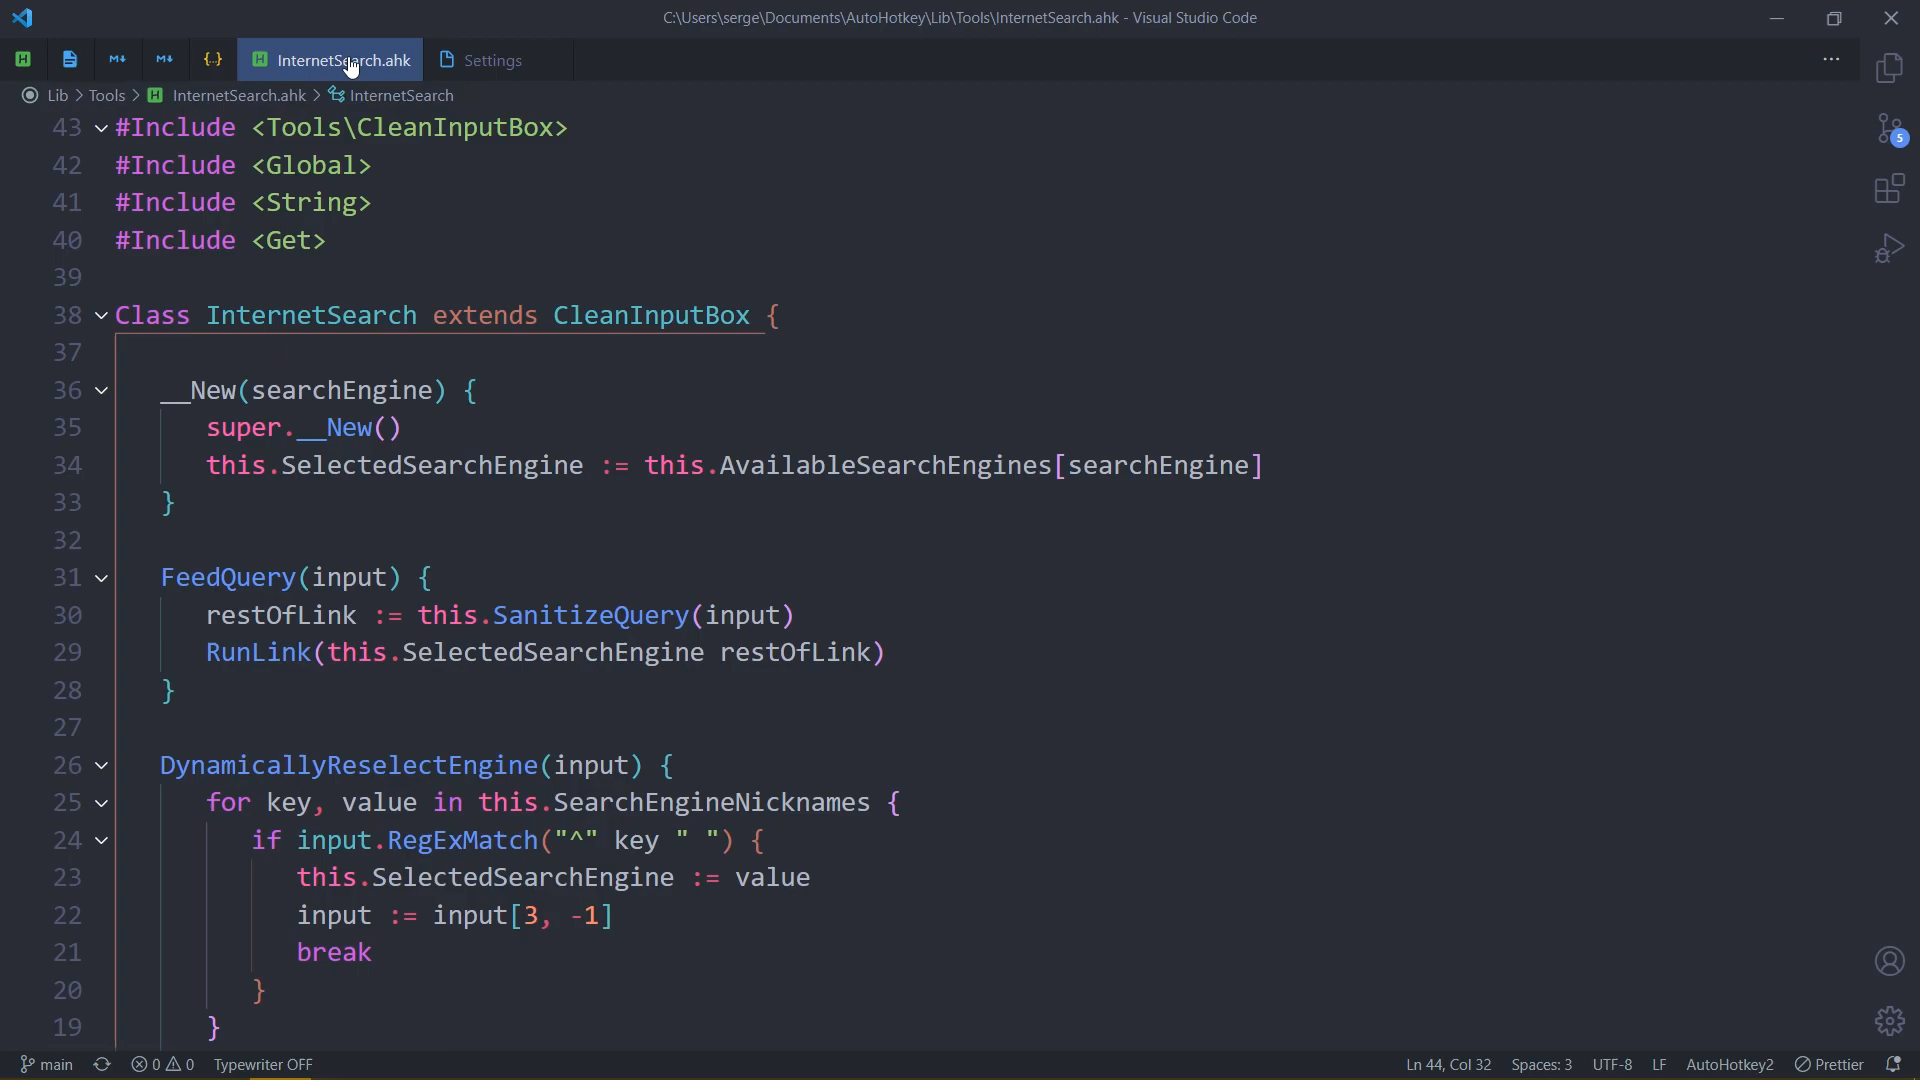 C:\Users\serge\Documents\AutoHotkey\Lib\Tools\InternetSearch.ahk - Visual Studio Code
H M↓ M↓ {..} H InternetSearch.ahk Settings ...
Lib > Tools > H InternetSearch.ahk > InternetSearch
43 #Include <Tools\CleanInputBox>
42 #Include <Global>
41 #Include <String>
40 #Include <Get>
39
38 Class InternetSearch extends CleanInputBox {
37
36 __New(searchEngine) {
35 super.__New()
34 this.SelectedSearchEngine := this.AvailableSearchEngines[searchEngine]
33 }
32
31 FeedQuery(input) {
30 restOfLink := this.SanitizeQuery(input)
29 RunLink(this.SelectedSearchEngine restOfLink)
28 }
27
26 DynamicallyReselectEngine(input) {
25 for key, value in this.SearchEngineNicknames {
24 if input.RegExMatch("^" key " ") {
23 this.SelectedSearchEngine := value
22 input := input[3, -1]
21 break
20 }
19 }
5
main 0 0 Typewriter OFF Ln 44, Col 32 Spaces: 3 UTF-8 LF AutoHotkey2 Prettier